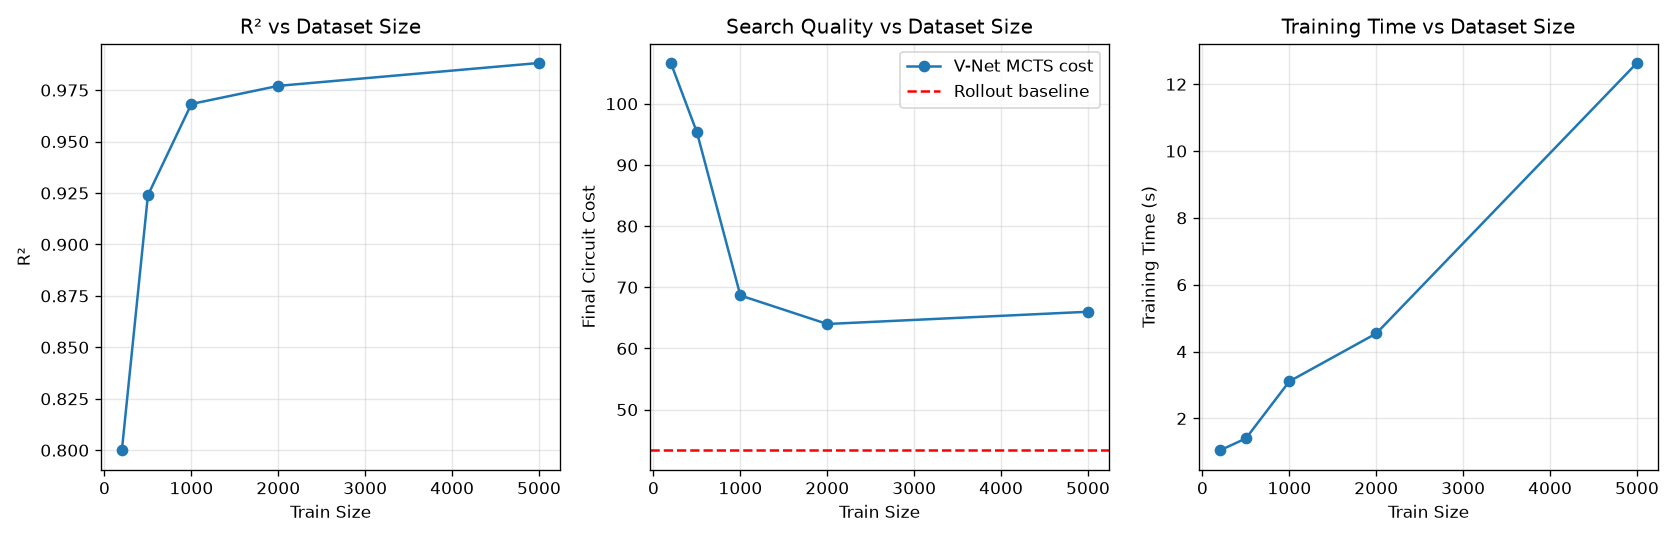 R² vs Dataset Size
R²
0.975
0.950
0.925
0.900
0.875
0.850
0.825
0.800
0 1000 2000 3000 4000 5000
Train Size
Search Quality vs Dataset Size
V-Net MCTS cost
Rollout baseline
Final Circuit Cost
100
90
80
70
60
50
0 1000 2000 3000 4000 5000
Train Size
Training Time vs Dataset Size
Training Time (s)
12
10
8
6
4
2
0 1000 2000 3000 4000 5000
Train Size